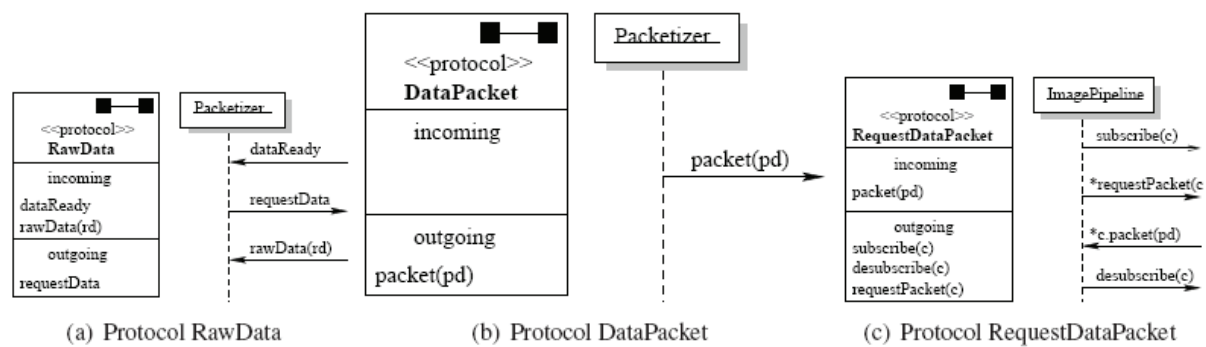 <<protocol>>
RawData
incoming
dataReady
rawData(rd)
outgoing
requestData
Packetizer
dataReady
requestData
rawData(rd)
(a) Protocol RawData
<<protocol>>
DataPacket
incoming
outgoing
packet(pd)
Packetizer
packet(pd)
(b) Protocol DataPacket
<<protocol>>
RequestDataPacket
incoming
packet(pd)
outgoing
subscribe(c)
desubscribe(c)
requestPacket(c)
ImagePipeline
subscribe(c)
*requestPacket(c
*c.packet(pd)
desubscribe(c)
(c) Protocol RequestDataPacket